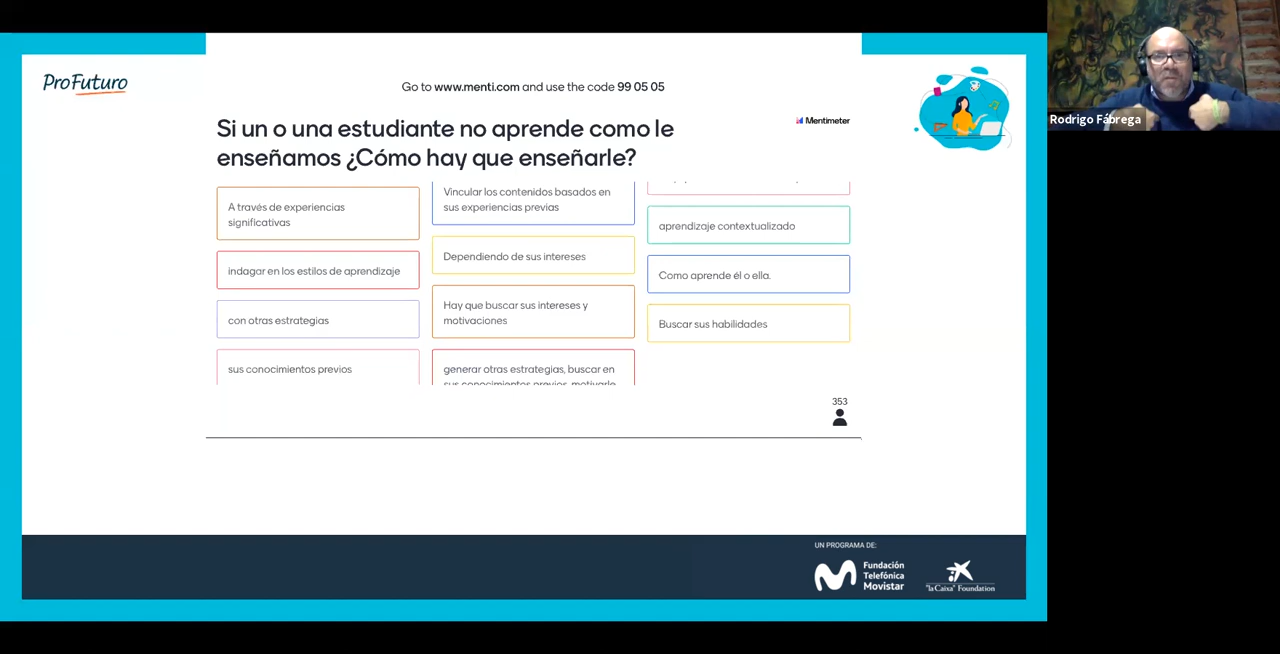 ProFuturo
Go to www.menti.com and use the code 99 05 05
Mentimeter
Si un o una estudiante no aprende como le
enseñamos ¿Cómo hay que enseñarle?
A través de experiencias
significativas
indagar en los estilos de aprendizaje
con otras estrategias
sus conocimientos previos
Vincular los contenidos basados en
sus experiencias previas
Dependiendo de sus intereses
Hay que buscar sus intereses y
motivaciones
generar otras estrategias, buscar en
sus conocimientos previos, motivarle
aprendizaje contextualizado
Como aprende él o ella.
Buscar sus habilidades
353
UN PROGRAMA DE:
Fundación
Telefónica
Movistar
"la Caixa" Foundation
Rodrigo Fábrega